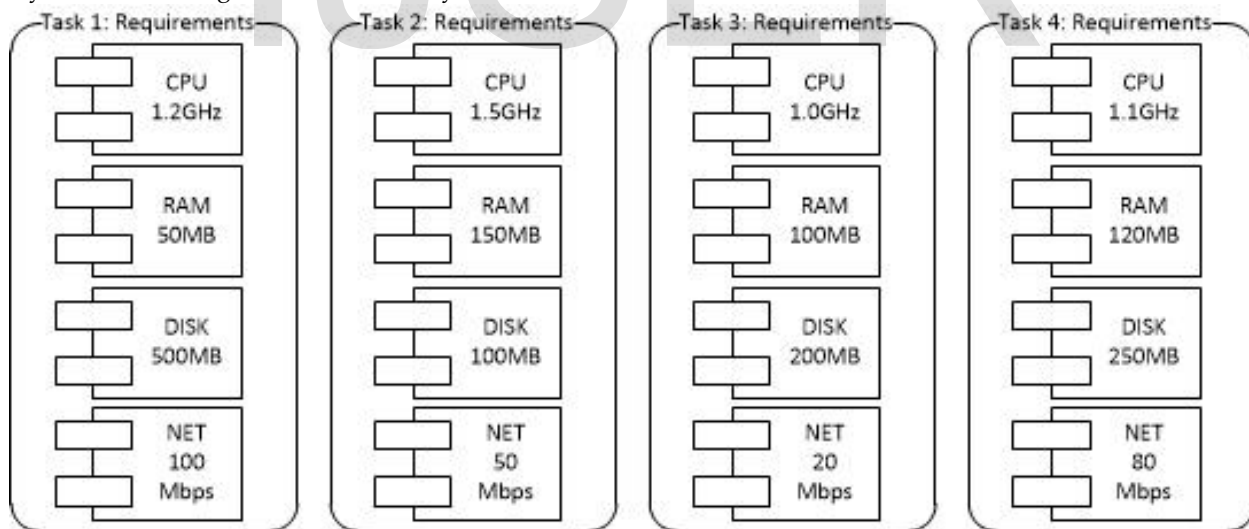 Task 1: Requirements
CPU
1.2GHz
RAM
50MB
DISK
500MB
NET
100
Mbps
Task 2: Requirements
CPU
1.5GHz
RAM
150MB
DISK
100MB
NET
50
Mbps
Task 3: Requirements
CPU
1.0GHz
RAM
100MB
DISK
200MB
NET
20
Mbps
Task 4: Requirements
CPU
1.1GHz
RAM
120MB
DISK
250MB
NET
80
Mbps